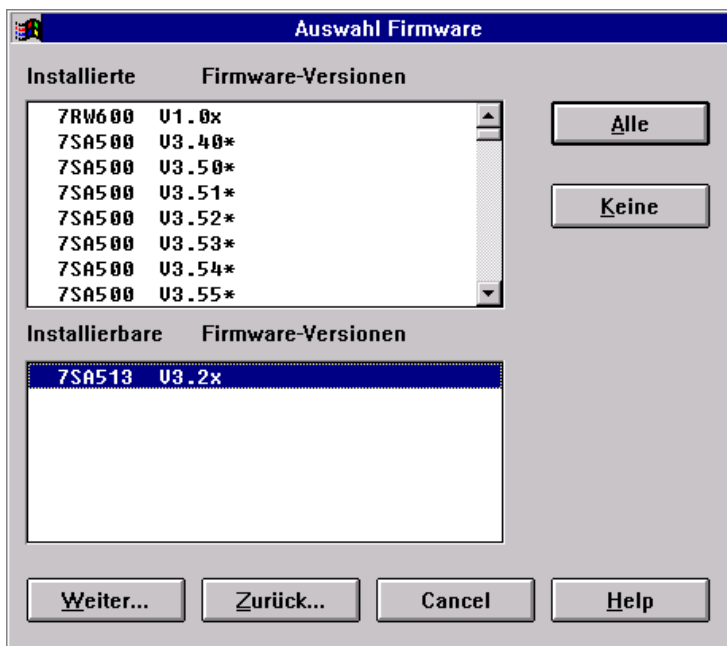 Auswahl Firmware
Installierte Firmware-Versionen
7RW600 V1.0x
7SA500 V3.40*
7SA500 V3.50*
7SA500 V3.51*
7SA500 V3.52*
7SA500 V3.53*
7SA500 V3.54*
7SA500 V3.55*
Alle
Keine
Installierbare Firmware-Versionen
7SA513 V3.2x
Weiter... Zurück... Cancel Help